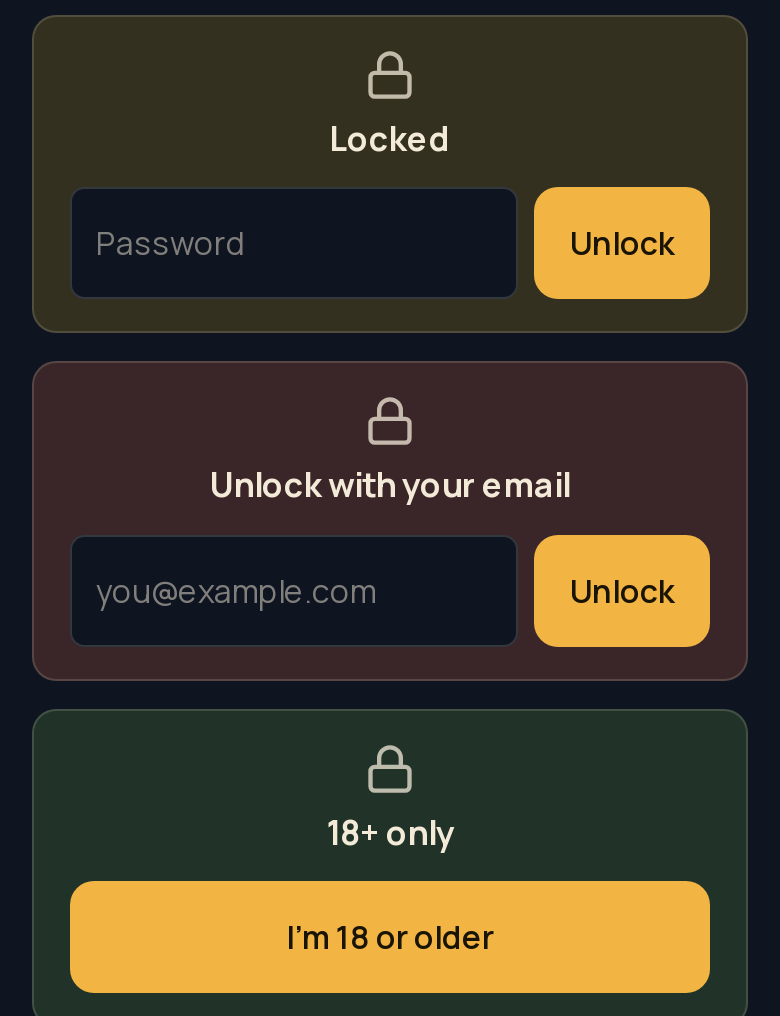 Locked
Password
Unlock
Unlock with your email
you@example.com
Unlock
18+ only
I’m 18 or older